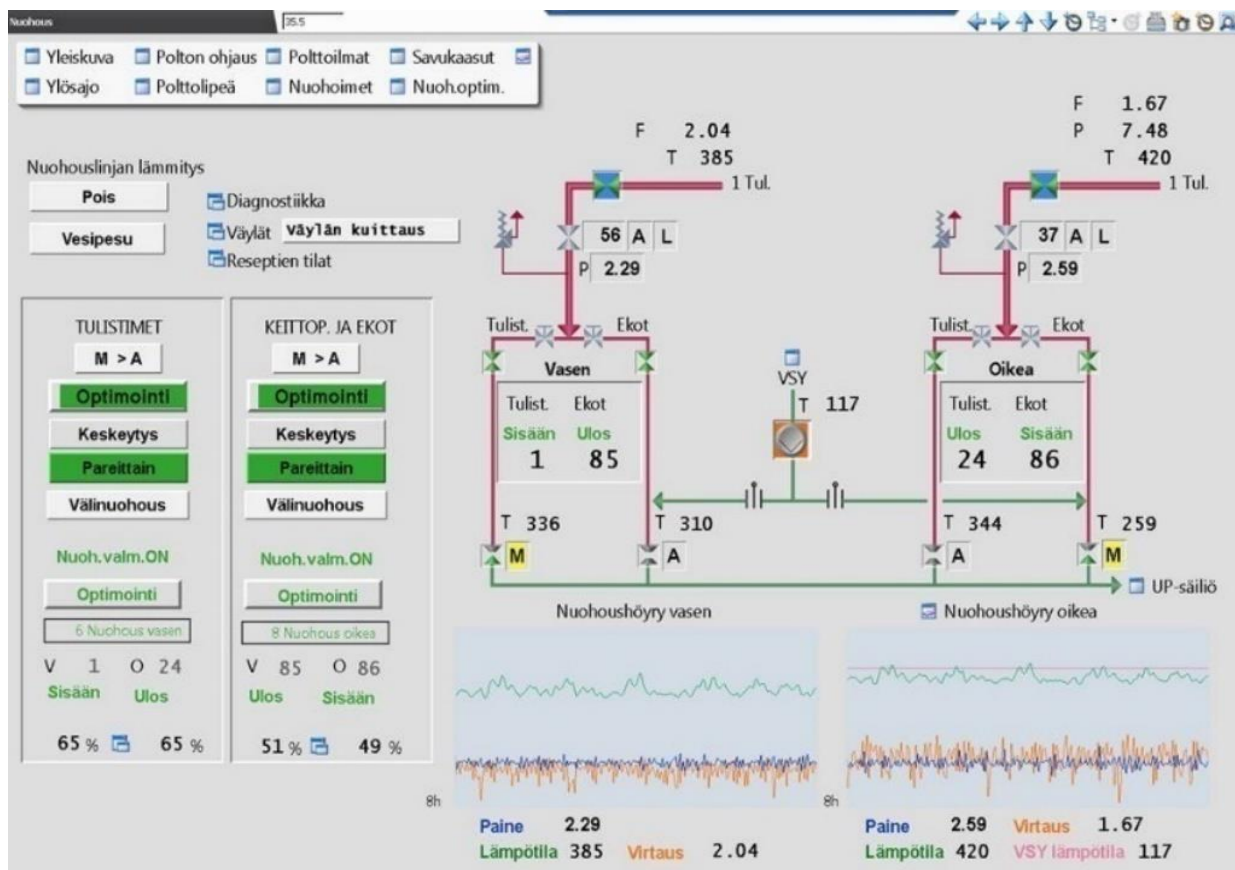 Nuohous 35.5
Yleiskuva Polton ohjaus Polttoilmat Savukaasut
Ylösajo Polttolipeä Nuohoimet Nuoh.optim.
Nuohouslinjan lämmitys
Pois
Vesipesu
Diagnostiikka
Väylät Väylän kuittaus
Reseptien tilat
TULISTIMET
M > A
Optimointi
Keskeytys
Pareittain
Välinuohous
Nuoh.valm.ON
Optimointi
6 Nuohous vasen
V 1 O 24
Sisään Ulos
65 % 65 %
KEITTOP. JA EKOT
M > A
Optimointi
Keskeytys
Pareittain
Välinuohous
Nuoh.valm.ON
Optimointi
8 Nuohous oikea
V 85 O 86
Ulos Sisään
51 % 49 %
F 2.04
T 385
1 Tul.
56 A L
P 2.29
Tulist. Ekot
Vasen
Tulist. Ekot
Sisään Ulos
1 85
T 336 T 310
M A
VSY
T 117
F 1.67
P 7.48
T 420
1 Tul.
37 A L
P 2.59
Tulist. Ekot
Oikea
Tulist. Ekot
Ulos Sisään
24 86
T 344 T 259
A M
UP-säiliö
Nuohoushöyry vasen
8h
Paine 2.29
Lämpötila 385 Virtaus 2.04
Nuohoushöyry oikea
8h
Paine 2.59 Virtaus 1.67
Lämpötila 420 VSY lämpötila 117